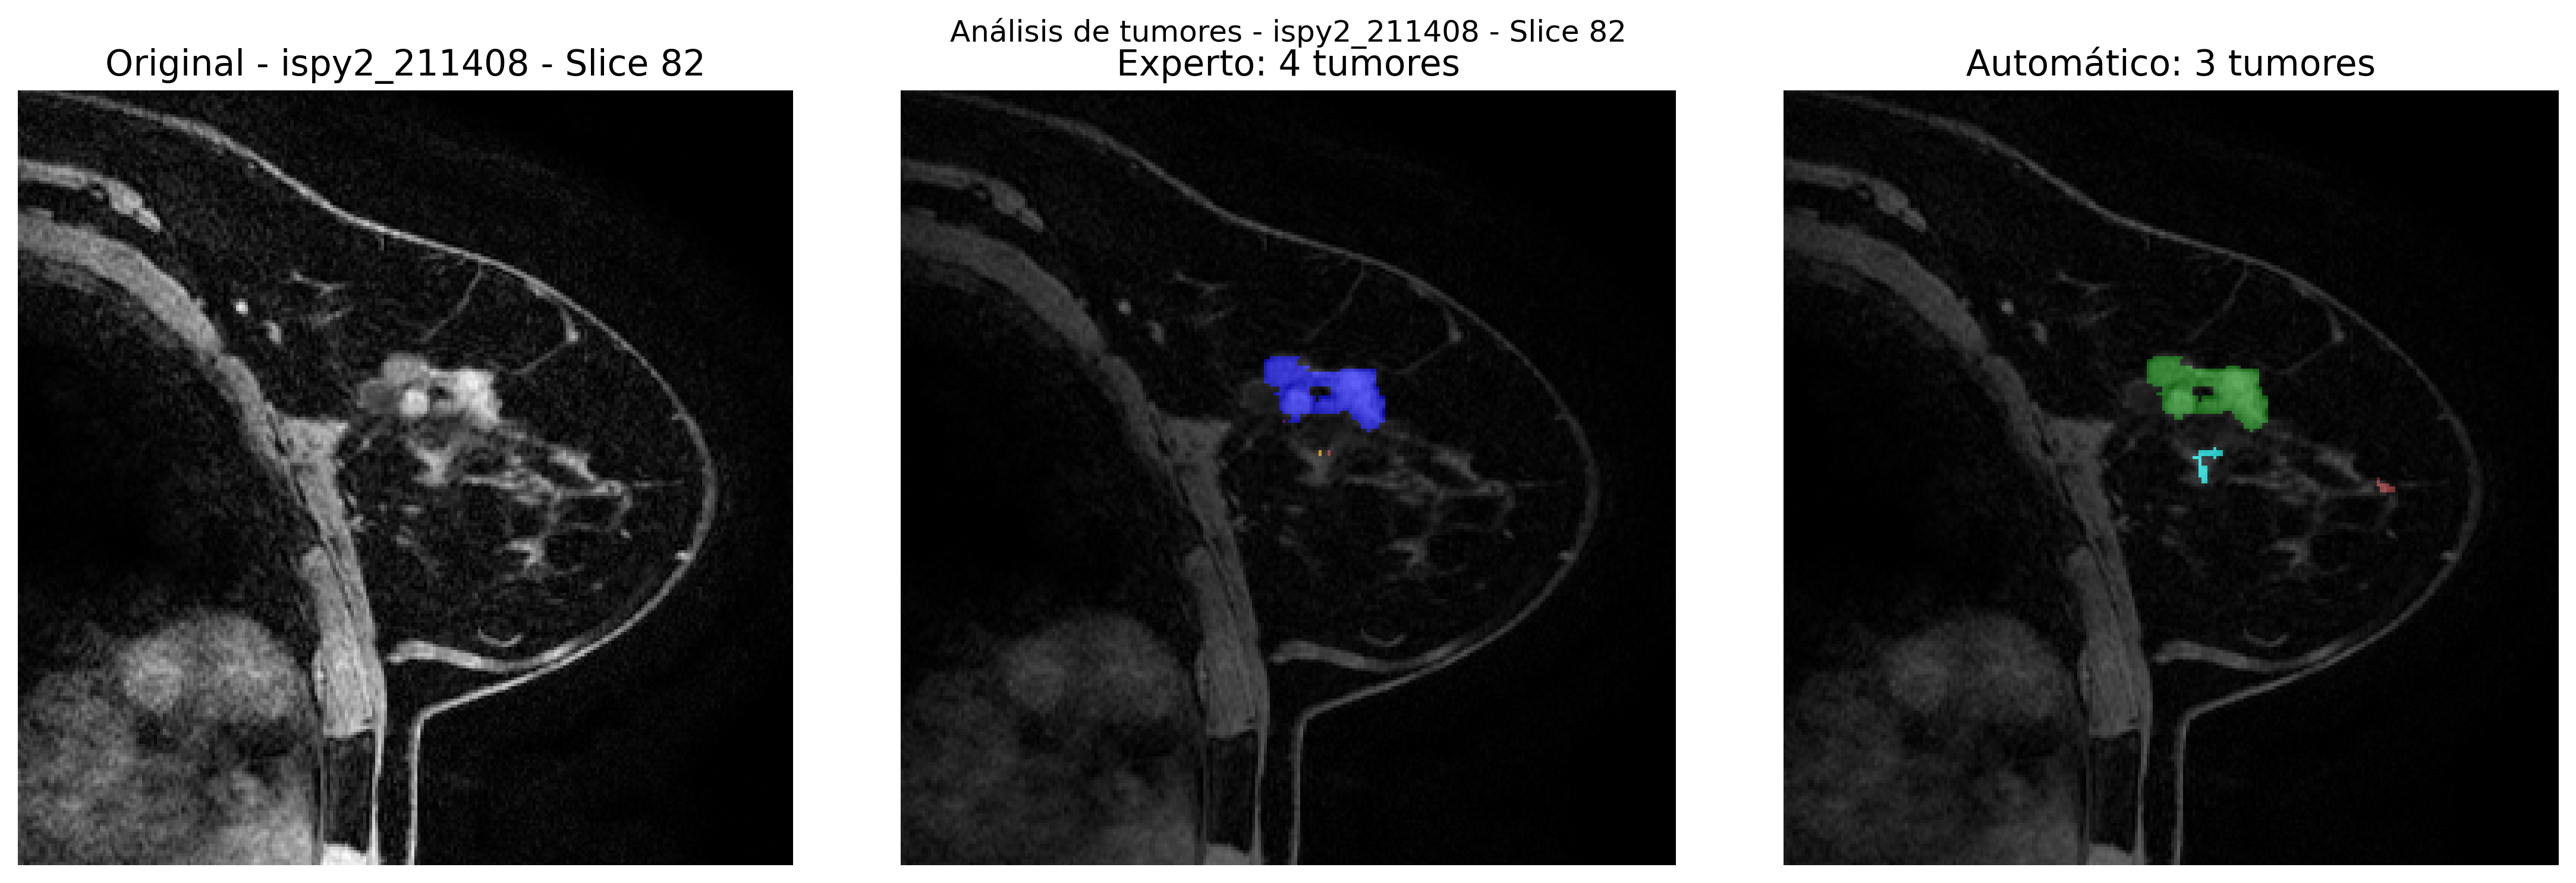 Análisis de tumores - ispy2_211408 - Slice 82
Original - ispy2_211408 - Slice 82
Experto: 4 tumores
Automático: 3 tumores